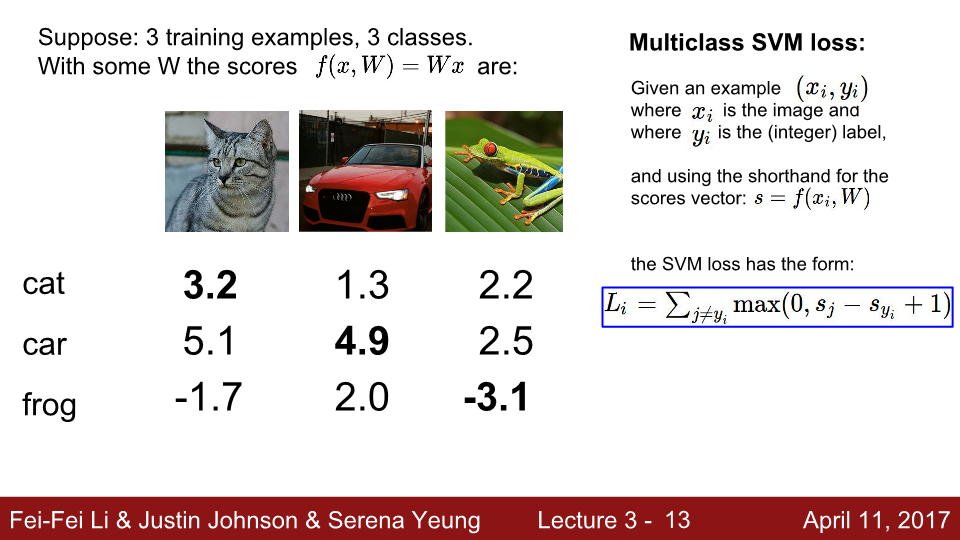 Suppose: 3 training examples, 3 classes.
With some W the scores f(x, W) = Wx are:
cat 3.2 1.3 2.2
car 5.1 4.9 2.5
frog -1.7 2.0 -3.1
Multiclass SVM loss:
Given an example (x_i, y_i)
where x_i is the image and
where y_i is the (integer) label,
and using the shorthand for the
scores vector: s = f(x_i, W)
the SVM loss has the form:
L_i = ∑_{j≠y_i} max(0, s_j − s_{y_i} + 1)
Fei-Fei Li & Justin Johnson & Serena Yeung Lecture 3 - 13 April 11, 2017